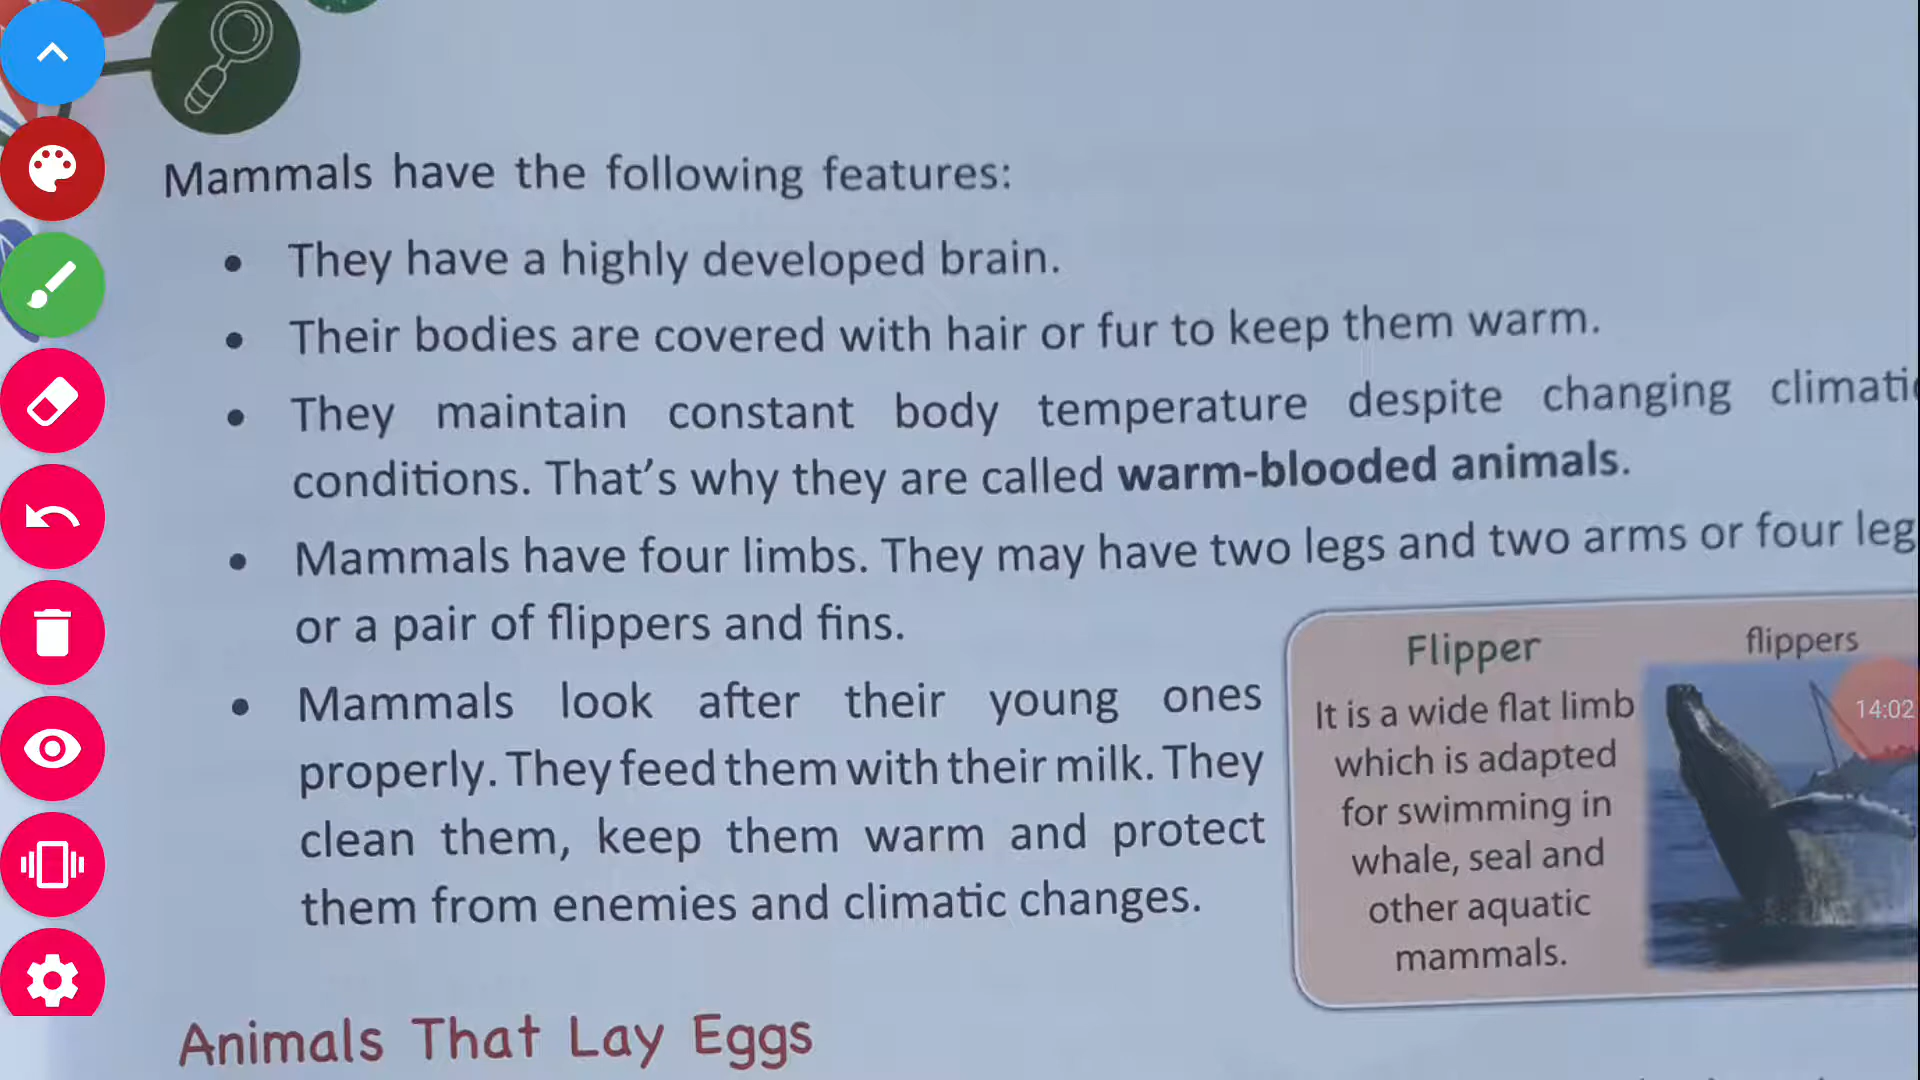 Mammals have the following features:
• They have a highly developed brain.
• Their bodies are covered with hair or fur to keep them warm.
• They maintain constant body temperature despite changing climatic
conditions. That's why they are called warm-blooded animals.
• Mammals have four limbs. They may have two legs and two arms or four leg
or a pair of flippers and fins.
• Mammals look after their young ones
properly. They feed them with their milk. They
clean them, keep them warm and protect
them from enemies and climatic changes.
Flipper
flippers
It is a wide flat limb
which is adapted
for swimming in
whale, seal and
other aquatic
mammals.
14:02
Animals That Lay Eggs